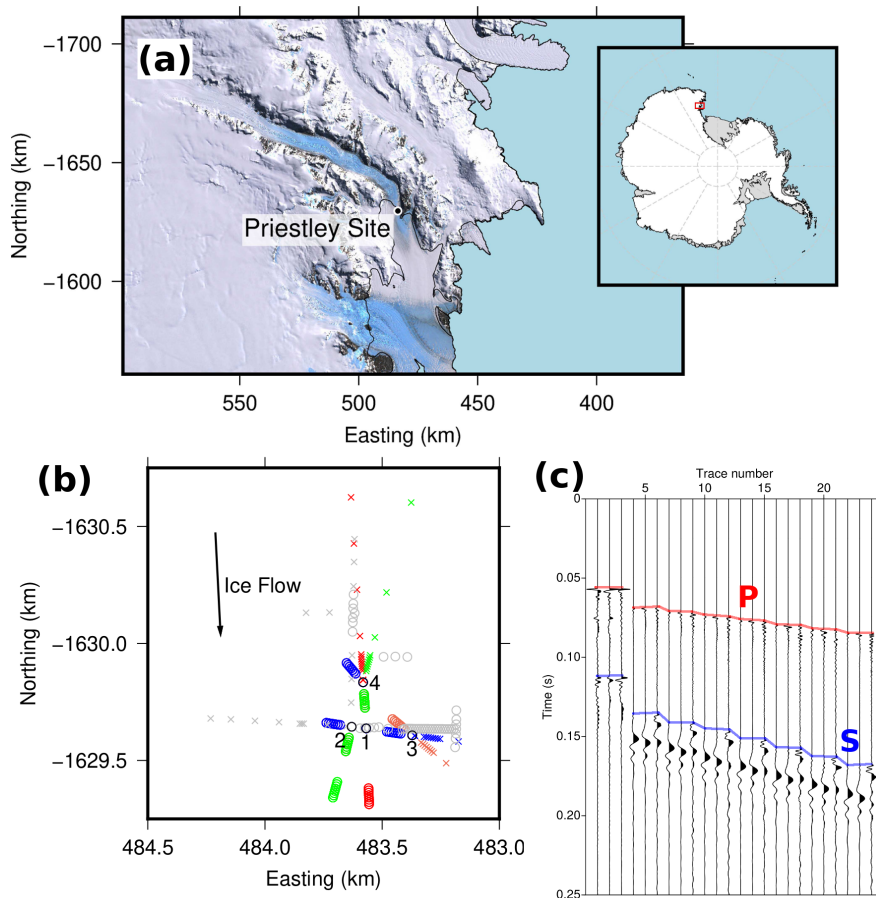 (a)
Northing (km)
−1700
−1650
−1600
Priestley Site
550
500
450
400
Easting (km)
(b)
Northing (km)
−1630.5
−1630.0
−1629.5
Ice Flow
4
2
1
3
484.5
484.0
483.5
483.0
Easting (km)
(c)
Trace number
5
10
15
20
Time (s)
0
0.05
0.10
0.15
0.20
0.25
P
S